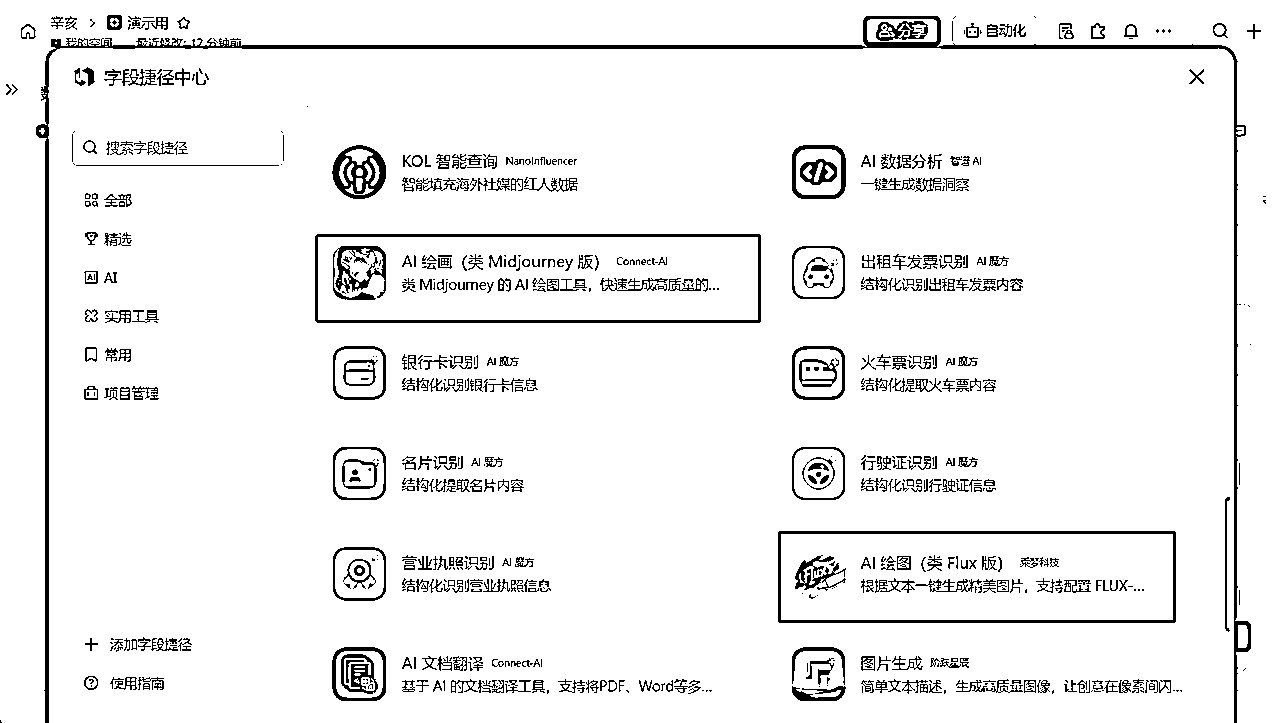 辛亥 > 演示用
我的空间 最近修改: 12 分钟前
分享
自动化
字段捷径中心
搜索字段捷径
全部
精选
AI
实用工具
常用
项目管理
添加字段捷径
使用指南
KOL 智能查询 NanoInfluencer
智能填充海外社媒的红人数据
AI 数据分析 智谱 AI
一键生成数据洞察
AI 绘画（类 Midjourney 版） Connect-AI
类 Midjourney 的 AI 绘图工具，快速生成高质量的...
出租车发票识别 AI 魔方
结构化识别出租车发票内容
银行卡识别 AI 魔方
结构化识别银行卡信息
火车票识别 AI 魔方
结构化提取火车票内容
名片识别 AI 魔方
结构化提取名片内容
行驶证识别 AI 魔方
结构化识别行驶证信息
营业执照识别 AI 魔方
结构化识别营业执照信息
AI 绘图（类 Flux 版）
根据文本一键生成精美图片，支持配置 FLUX-...
AI 文档翻译 Connect-AI
基于 AI 的文档翻译工具，支持将PDF、Word等多...
图片生成 阶跃星辰
简单文本描述，生成高质量图像，让创意在像素间闪...